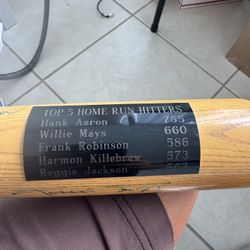 TOP 5 HOME RUN HITTERS
Hank Aaron 755
Willie Mays 660
Frank Robinson 586
Harmon Killebrew 573
Reggie Jackson 563